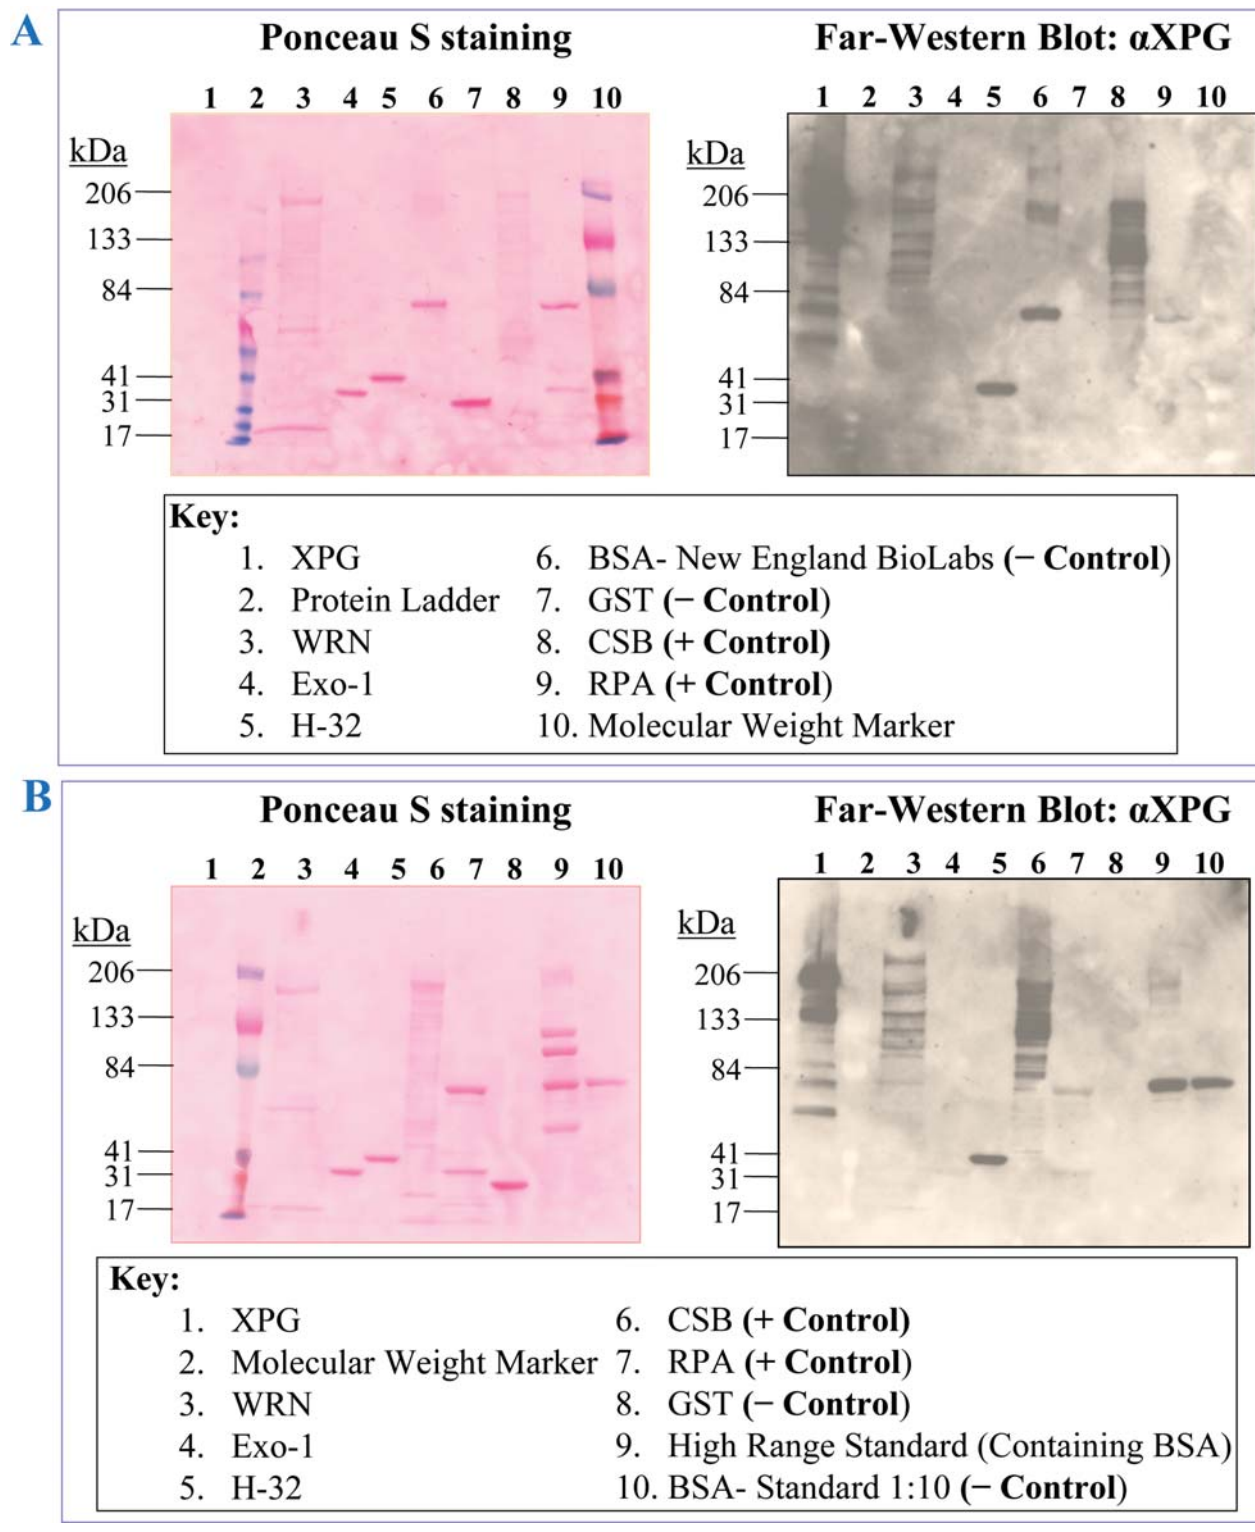 A
Ponceau S staining
Far-Western Blot: αXPG
1 2 3 4 5 6 7 8 9 10
1 2 3 4 5 6 7 8 9 10
kDa
206
133
84
41
31
17
kDa
206
133
84
41
31
17
Key:
1. XPG
2. Protein Ladder
3. WRN
4. Exo-1
5. H-32
6. BSA- New England BioLabs (− Control)
7. GST (− Control)
8. CSB (+ Control)
9. RPA (+ Control)
10. Molecular Weight Marker
B
Ponceau S staining
Far-Western Blot: αXPG
1 2 3 4 5 6 7 8 9 10
1 2 3 4 5 6 7 8 9 10
kDa
206
133
84
41
31
17
kDa
206
133
84
41
31
17
Key:
1. XPG
2. Molecular Weight Marker
3. WRN
4. Exo-1
5. H-32
6. CSB (+ Control)
7. RPA (+ Control)
8. GST (− Control)
9. High Range Standard (Containing BSA)
10. BSA- Standard 1:10 (− Control)